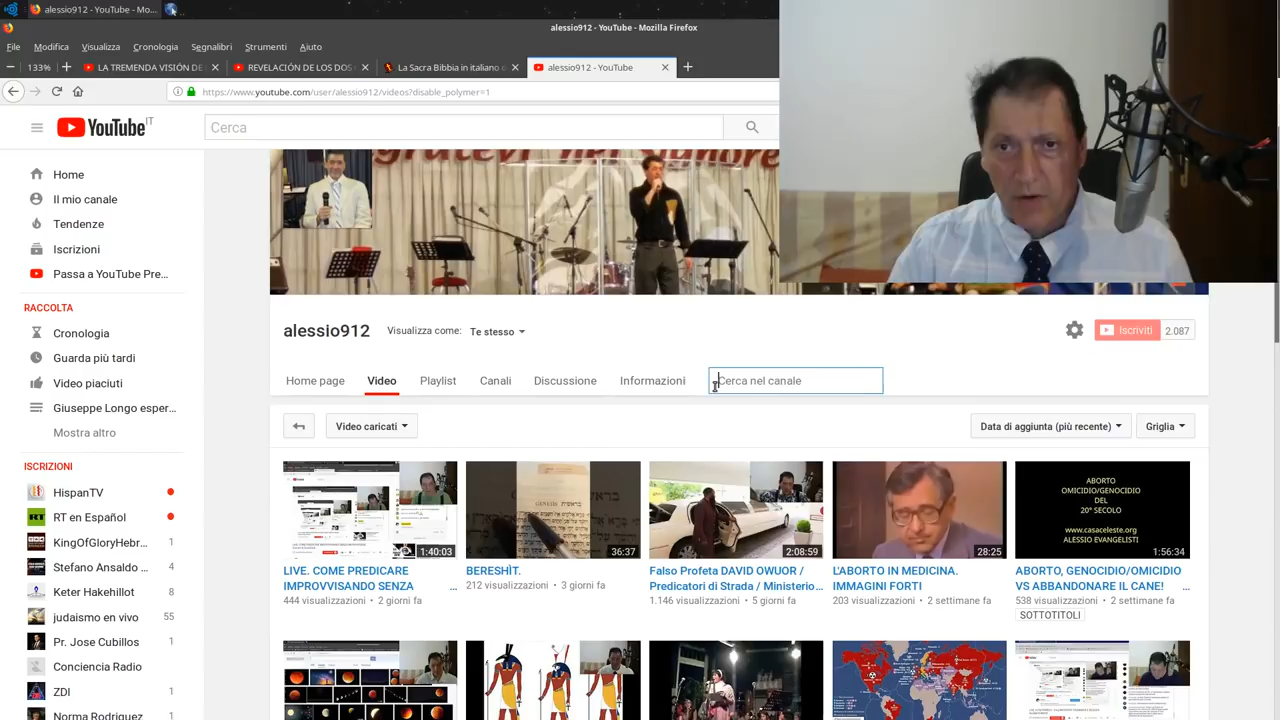 alessio912 - YouTube - Mo...
alessio912 - YouTube - Mozilla Firefox
File Modifica Visualizza Cronologia Segnalibri Strumenti Aiuto
133% LA TREMENDA VISIÓN DE REVELACIÓN DE LOS DOS La Sacra Bibbia in italiano e alessio912 - YouTube
https://www.youtube.com/user/alessio912/videos?disable_polymer=1
YouTube IT
Cerca
Home
Il mio canale
Tendenze
Iscrizioni
Passa a YouTube Pre...
RACCOLTA
Cronologia
Guarda più tardi
Video piaciuti
Giuseppe Longo esper...
Mostra altro
ISCRIZIONI
HispanTV
RT en Español
KingOfGloryHebr... 1
Stefano Ansaldo ... 4
Keter Hakehilot 8
judaismo en vivo 55
Pr. Jose Cubillos 1
Conciencia Radio
ZDI 1
alessio912 Visualizza come: Te stesso
Iscriviti 2.087
Home page Video Playlist Canali Discussione Informazioni Cerca nel canale
Video caricati
Data di aggiunta (più recente) Griglia
1:40:03
LIVE. COME PREDICARE
IMPROVVISANDO SENZA ...
444 visualizzazioni • 2 giorni fa
36:37
BERESHÌT.
212 visualizzazioni • 3 giorni fa
2:08:59
Falso Profeta DAVID OWUOR /
Predicatori di Strada / Ministerio...
1.146 visualizzazioni • 5 giorni fa
28:25
L'ABORTO IN MEDICINA.
IMMAGINI FORTI
203 visualizzazioni • 2 settimane fa
ABORTO
OMICIDIO/GENOCIDIO
DEL
20° SECOLO
www.casaceleste.org
ALESSIO EVANGELISTI
1:56:34
ABORTO, GENOCIDIO/OMICIDIO
VS ABBANDONARE IL CANE! ...
538 visualizzazioni • 2 settimane fa
SOTTOTITOLI